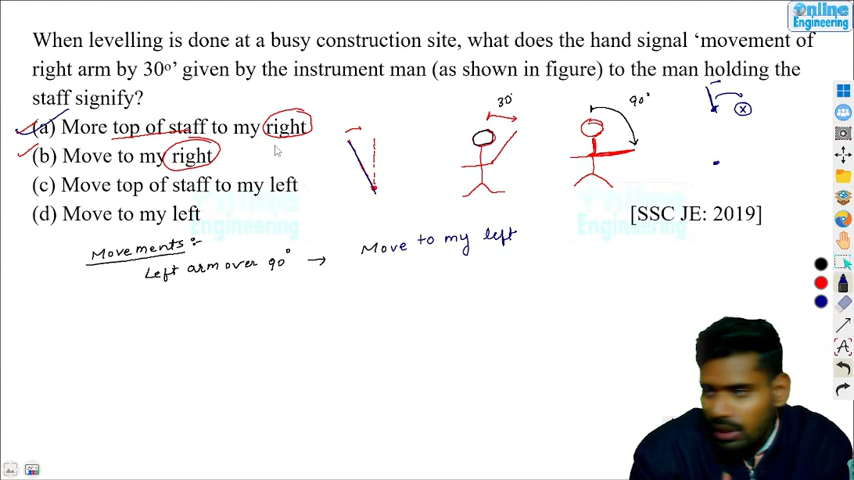 Online
Engineering
When levelling is done at a busy construction site, what does the hand signal ‘movement of
right arm by 30°’ given by the instrument man (as shown in figure) to the man holding the
staff signify?
(a) More top of staff to my right
(b) Move to my right
(c) Move top of staff to my left
(d) Move to my left
30°
90°
[SSC JE: 2019]
Movements :-
Left arm over 90° → Move to my left